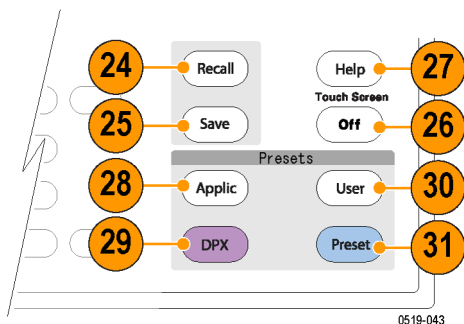 24 Recall Help 27
Touch Screen
25 Save Off 26
Presets
28 Applic User 30
29 DPX Preset 31
0519-043